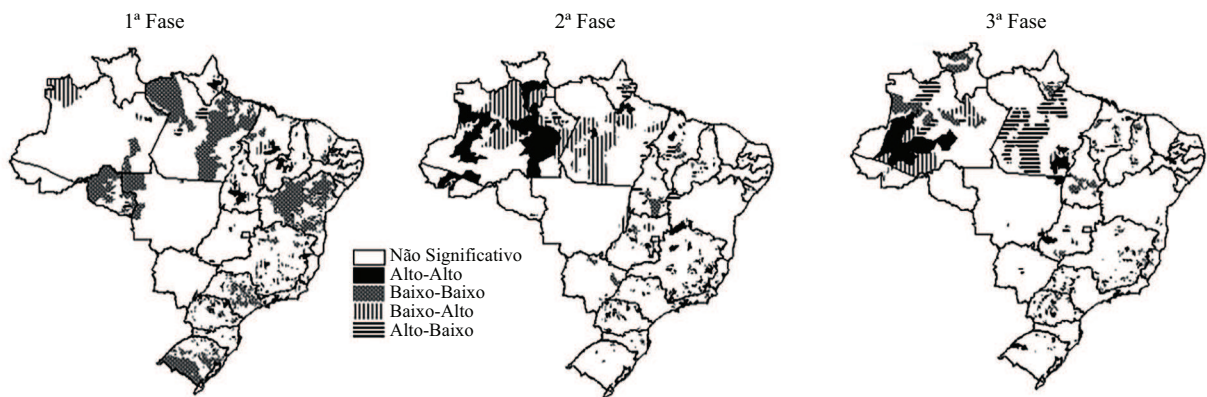 1ª Fase
2ª Fase
3ª Fase
Não Significativo
Alto-Alto
Baixo-Baixo
Baixo-Alto
Alto-Baixo